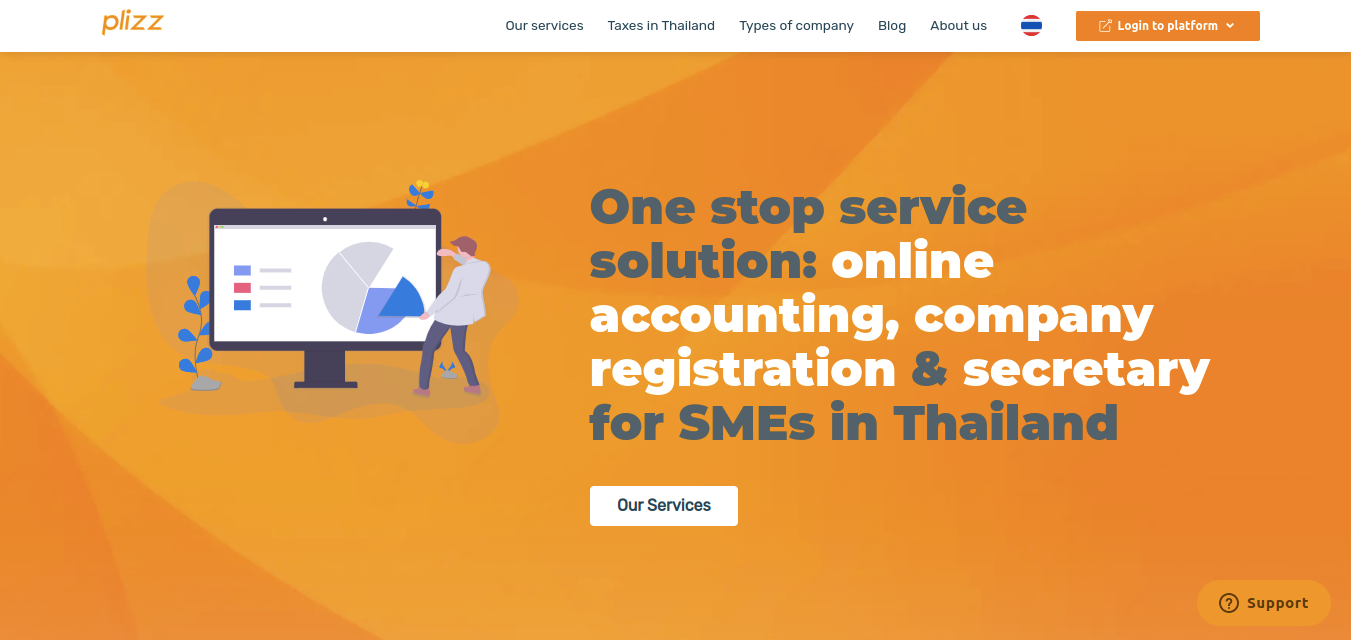 plizz
Our services
Taxes in Thailand
Types of company
Blog
About us
Login to platform
One stop service
solution: online
accounting, company
registration & secretary
for SMEs in Thailand
Our Services
Support